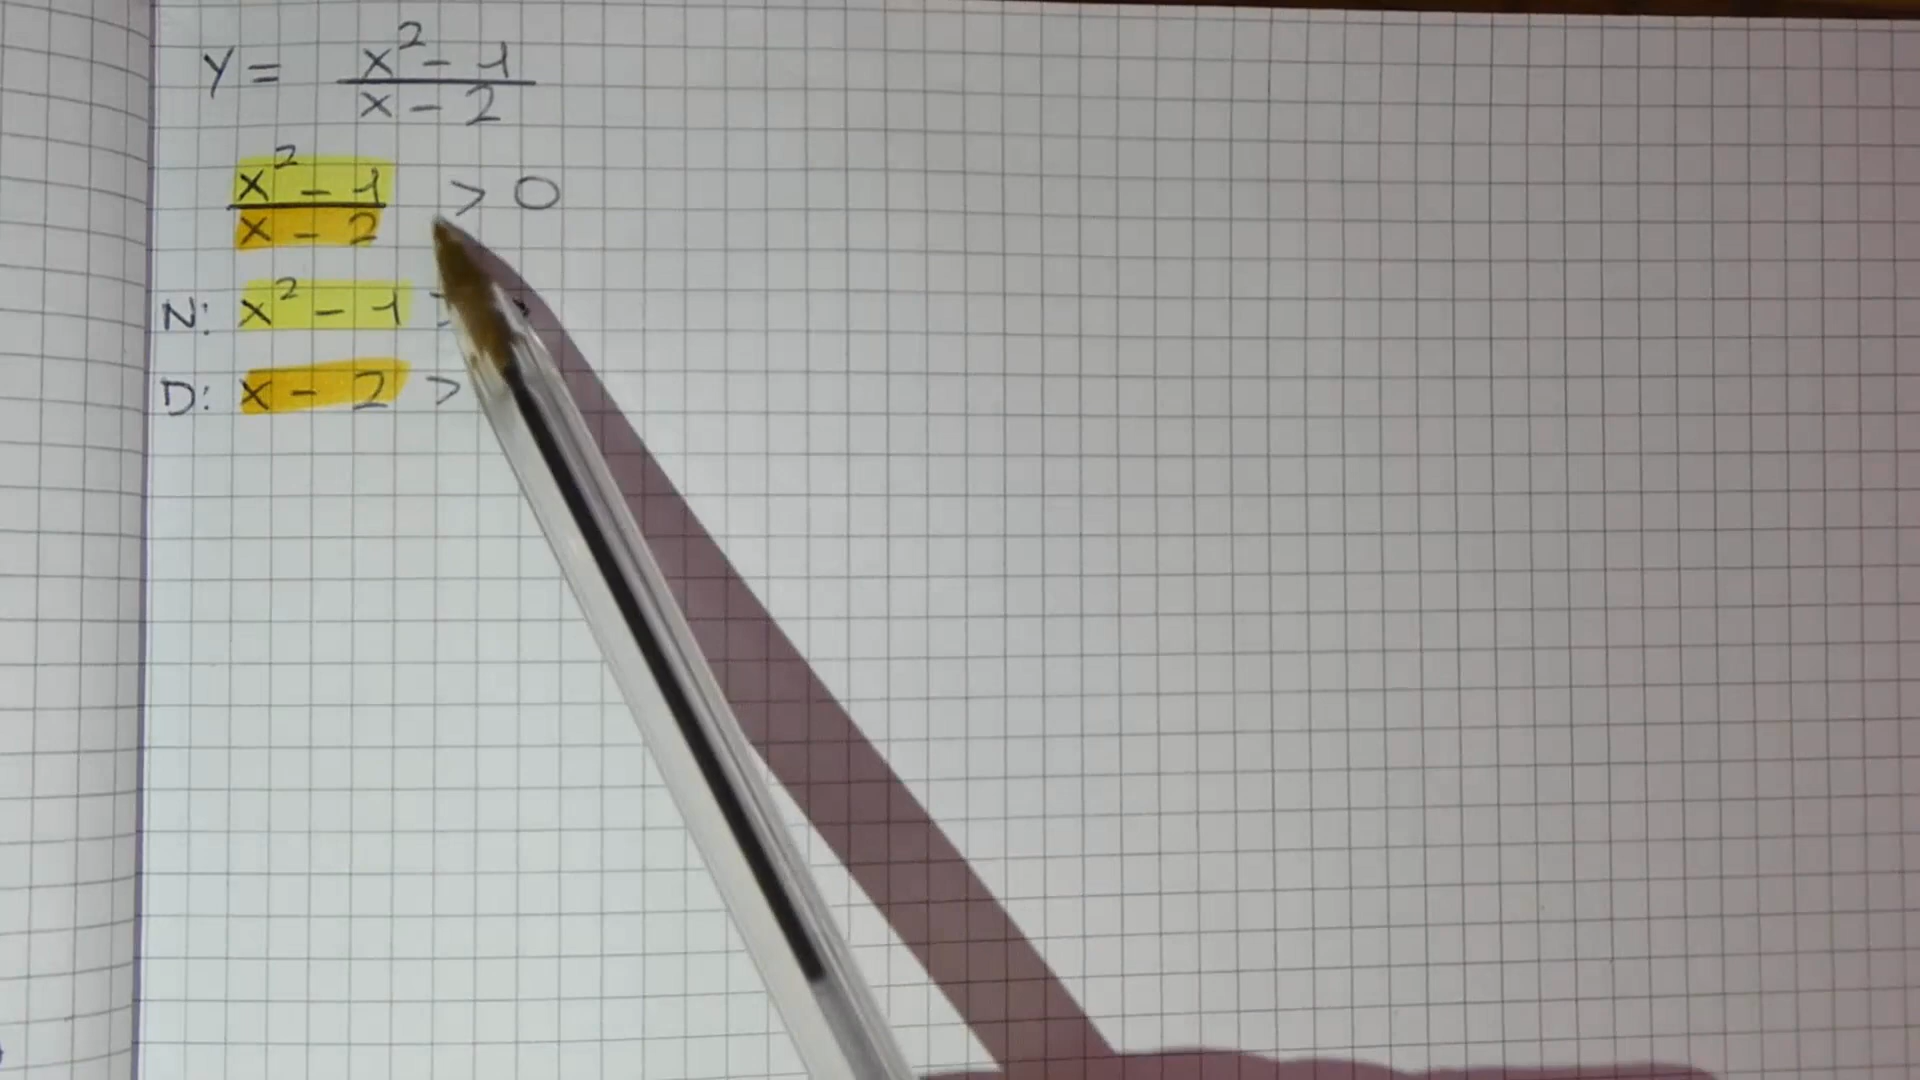 y = x² - 1
x - 2
x² - 1 > 0
x - 2
N: x² - 1 >
D: x - 2 >